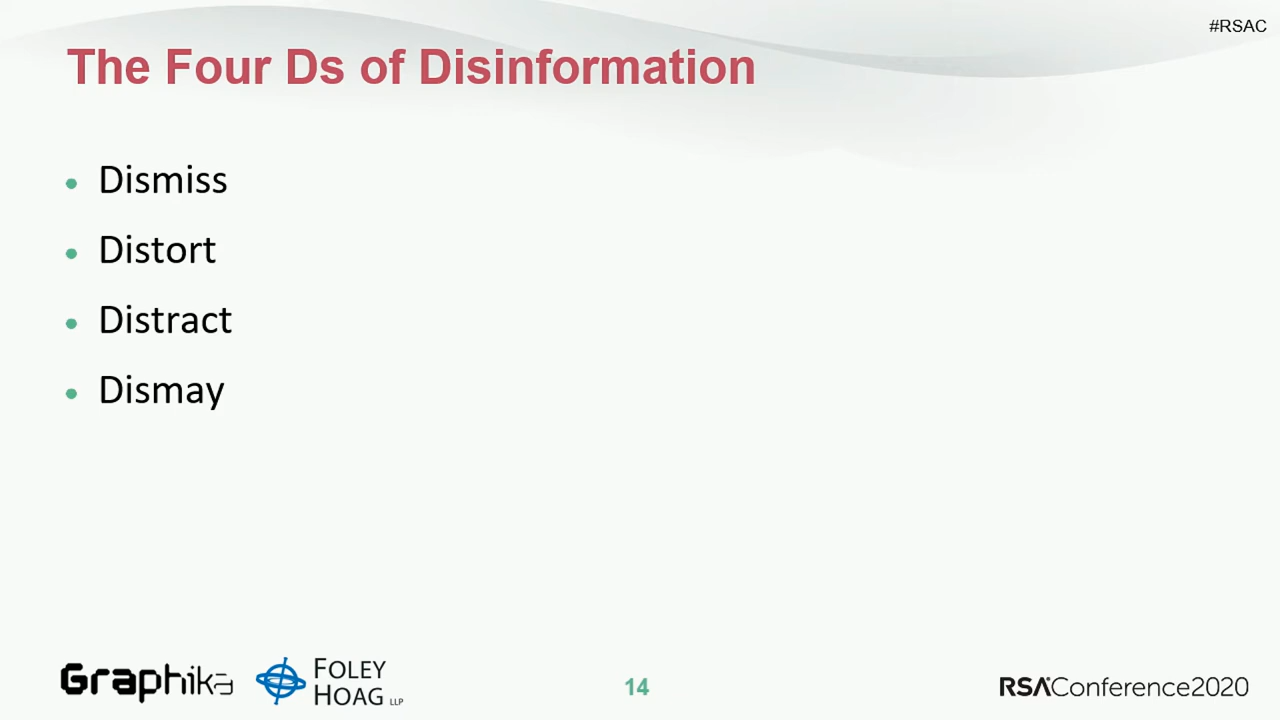 #RSAC
The Four Ds of Disinformation
Dismiss
Distort
Distract
Dismay
Graphika
FOLEY
HOAG LLP
14
RSAConference2020